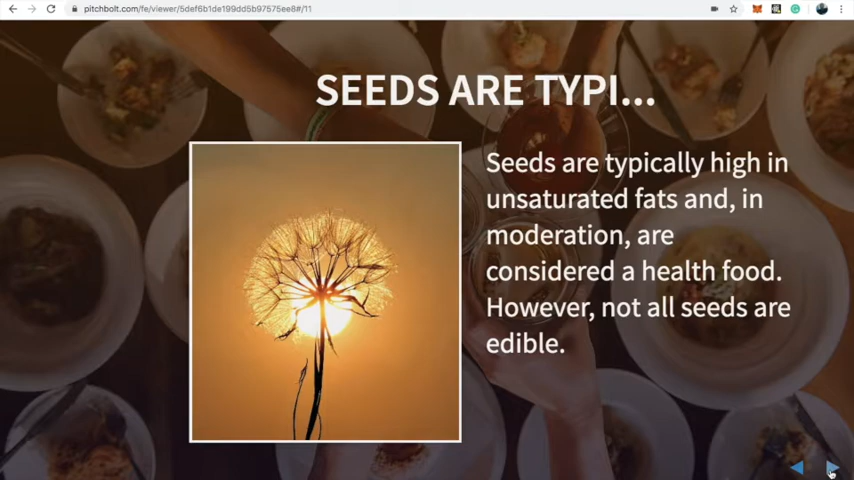 pitchbolt.com/fe/viewer/5def6b1de199dd5b97575ee8#/11
SEEDS ARE TYPI...
Seeds are typically high in
unsaturated fats and, in
moderation, are
considered a health food.
However, not all seeds are
edible.